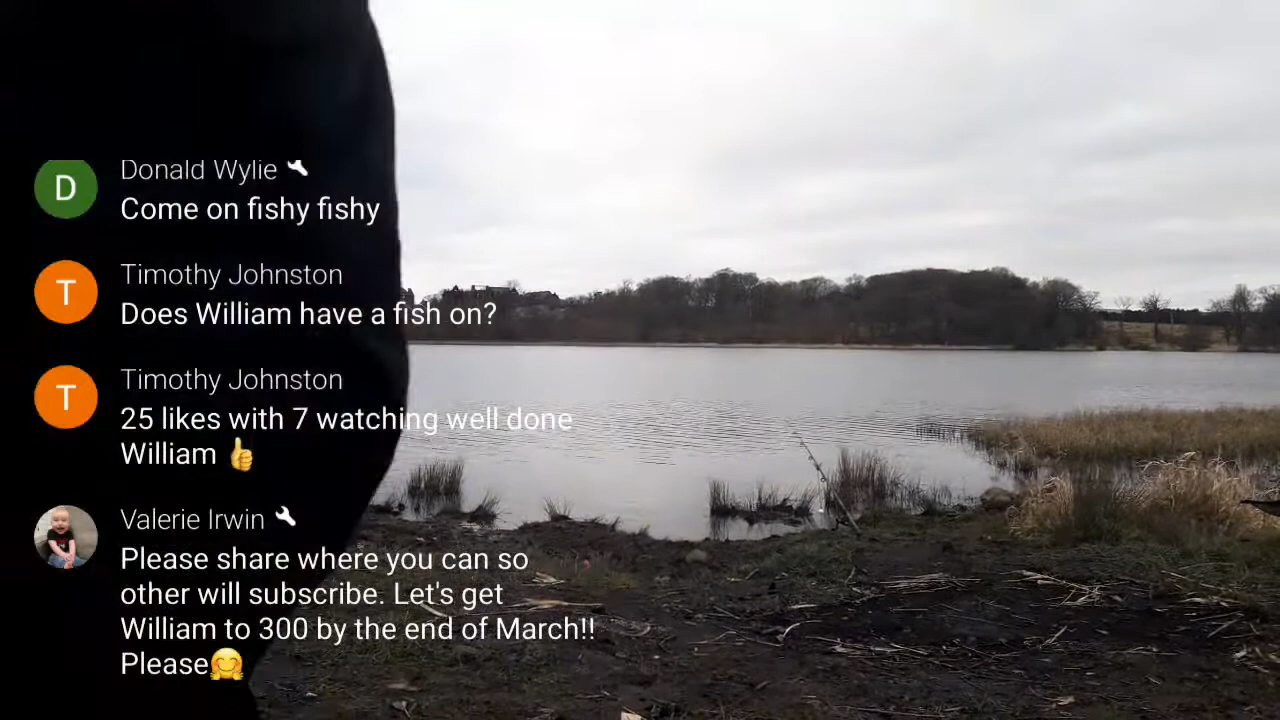 D
Donald Wylie
Come on fishy fishy
T
Timothy Johnston
Does William have a fish on?
T
Timothy Johnston
25 likes with 7 watching well done
William 👍
Valerie Irwin
Please share where you can so
other will subscribe. Let's get
William to 300 by the end of March!!
Please🤗